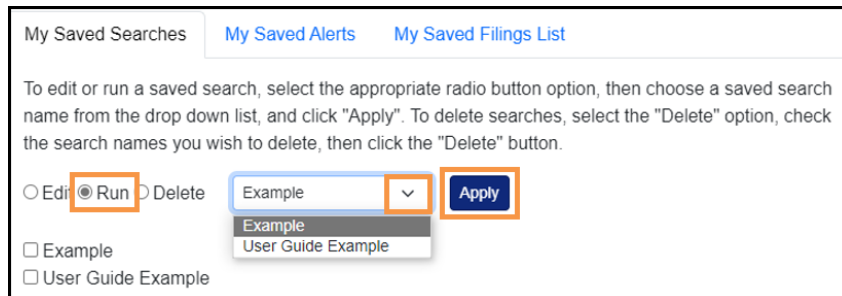 My Saved Searches My Saved Alerts My Saved Filings List
To edit or run a saved search, select the appropriate radio button option, then choose a saved search
name from the drop down list, and click "Apply". To delete searches, select the "Delete" option, check
the search names you wish to delete, then click the "Delete" button.
Edit Run Delete Example Apply
Example
User Guide Example
Example
User Guide Example